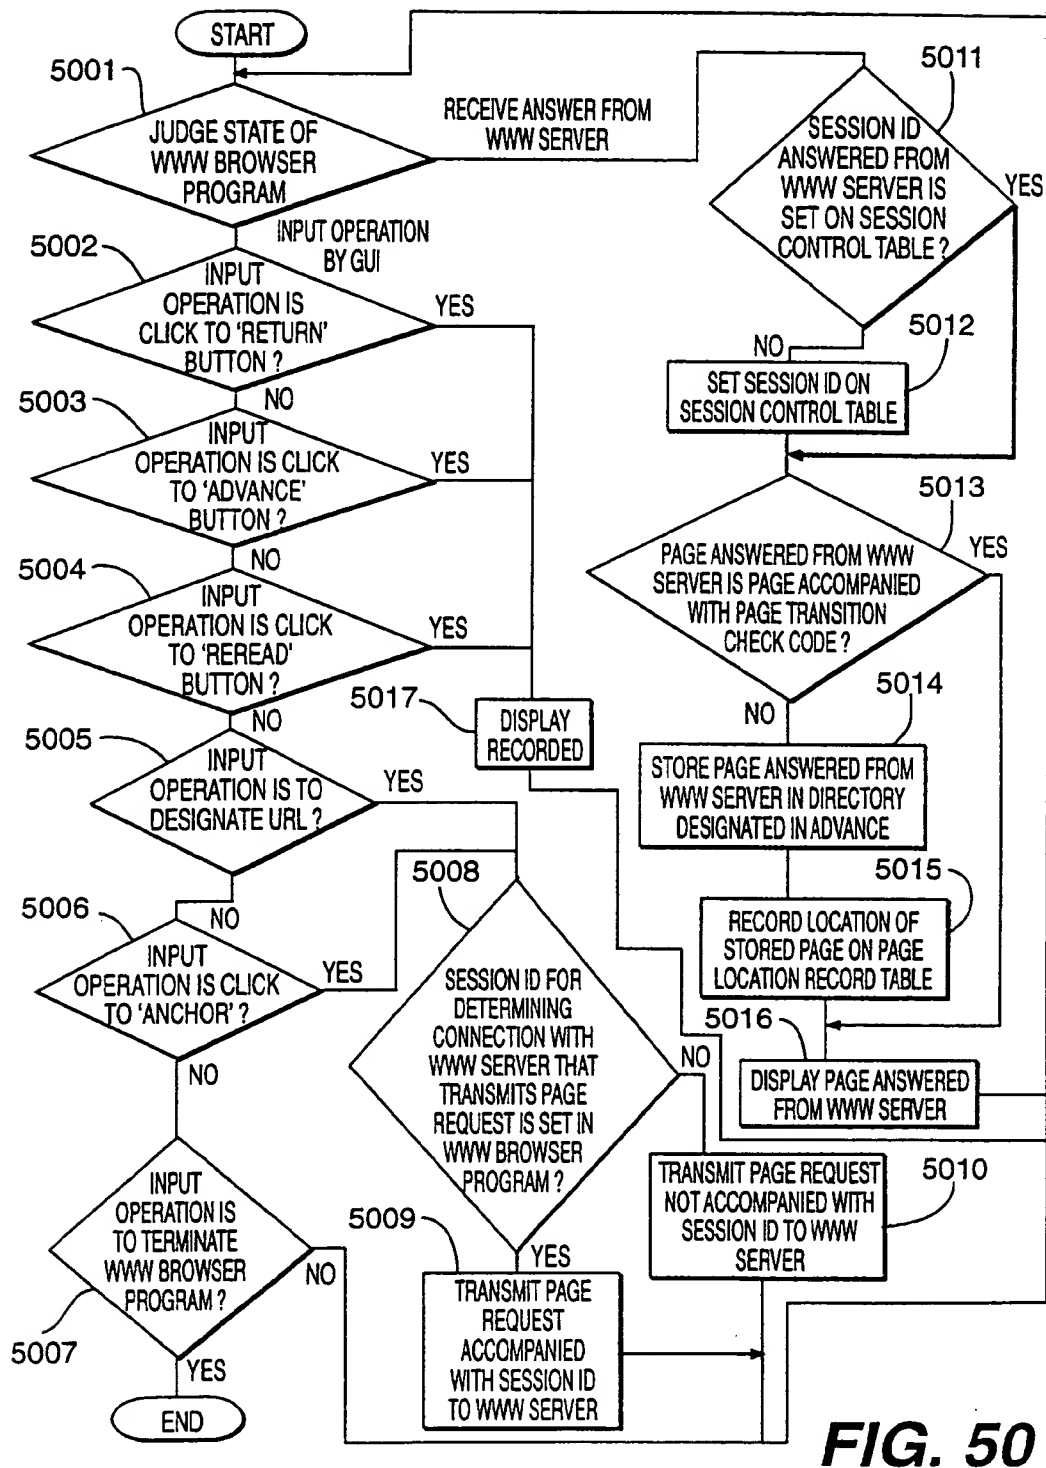 START
5001
JUDGE STATE OF
WWW BROWSER
PROGRAM
RECEIVE ANSWER FROM
WWW SERVER
INPUT OPERATION
BY GUI
5002
INPUT
OPERATION IS
CLICK TO 'RETURN'
BUTTON ?
YES
NO
5003
INPUT
OPERATION IS CLICK
TO 'ADVANCE'
BUTTON ?
YES
NO
5004
INPUT
OPERATION IS CLICK
TO 'REREAD'
BUTTON ?
YES
NO
5017
DISPLAY
RECORDED
5005
INPUT
OPERATION IS TO
DESIGNATE URL ?
YES
NO
5006
INPUT
OPERATION IS CLICK
TO 'ANCHOR' ?
YES
NO
5007
INPUT
OPERATION IS
TO TERMINATE
WWW BROWSER
PROGRAM ?
NO
YES
END
5008
SESSION ID FOR
DETERMINING
CONNECTION WITH
WWW SERVER THAT
TRANSMITS PAGE
REQUEST IS SET IN
WWW BROWSER
PROGRAM ?
NO
YES
5009
TRANSMIT PAGE
REQUEST
ACCOMPANIED
WITH SESSION ID
TO WWW SERVER
5010
TRANSMIT PAGE REQUEST
NOT ACCOMPANIED WITH
SESSION ID TO WWW
SERVER
5011
SESSION ID
ANSWERED FROM
WWW SERVER IS
SET ON SESSION
CONTROL TABLE ?
YES
NO
5012
SET SESSION ID ON
SESSION CONTROL TABLE
5013
PAGE ANSWERED FROM WWW
SERVER IS PAGE ACCOMPANIED
WITH PAGE TRANSITION
CHECK CODE ?
YES
NO
5014
STORE PAGE ANSWERED FROM
WWW SERVER IN DIRECTORY
DESIGNATED IN ADVANCE
5015
RECORD LOCATION OF
STORED PAGE ON PAGE
LOCATION RECORD TABLE
5016
DISPLAY PAGE ANSWERED
FROM WWW SERVER
FIG. 50